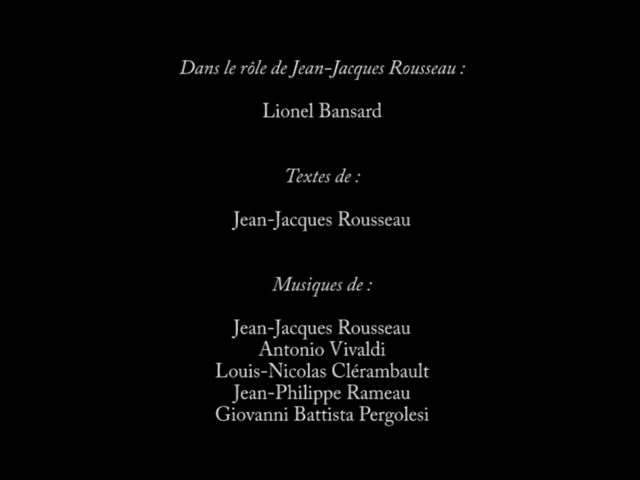 Dans le rôle de Jean-Jacques Rousseau :
Lionel Bansard
Textes de :
Jean-Jacques Rousseau
Musiques de :
Jean-Jacques Rousseau
Antonio Vivaldi
Louis-Nicolas Clérambault
Jean-Philippe Rameau
Giovanni Battista Pergolesi